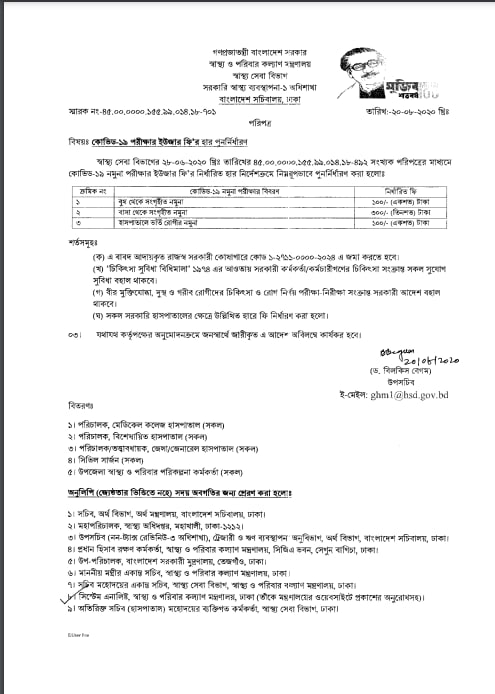 গণপ্রজাতন্ত্রী বাংলাদেশ সরকার
স্বাস্থ্য ও পরিবার কল্যাণ মন্ত্রণালয়
স্বাস্থ্য সেবা বিভাগ
সরকারি স্বাস্থ্য ব্যবস্থাপনা-১ অধিশাখা
বাংলাদেশ সচিবালয়, ঢাকা
মুজিব
শতবর্ষ
স্মারক নং-৪৫.০০.০০০০.১৫৫.৯৯.০১৪.১৮-৭০১
তারিখ:-২০-০৮-২০২০ খ্রিঃ
পরিপত্র
বিষয়ঃ কোভিড-১৯ পরীক্ষার ইউজার ফি'র হার পুনর্নির্ধারণ
স্বাস্থ্য সেবা বিভাগের ২৮-০৬-২০২০ খ্রিঃ তারিখের ৪৫.০০.০০০০.১৫৫.৯৯.০১৪.১৮-৪৯২ সংখ্যক পরিপত্রের মাধ্যমে
কোভিড-১৯ নমুনা পরীক্ষার ইউজার ফি'র নির্ধারিত হার নির্দেশক্রমে নিম্নরূপভাবে পুনর্নির্ধারণ করা হলোঃ
ক্রমিক নং কোভিড-১৯ নমুনা পরীক্ষার বিবরণ নির্ধারিত ফি
১ বুথ থেকে সংগৃহীত নমুনা ১০০/- (একশত) টাকা
২ বাসা থেকে সংগৃহীত নমুনা ৩০০/- (তিনশত) টাকা
৩ হাসপাতালে ভর্তি রোগীর নমুনা ১০০/- (একশত) টাকা
শর্তসমূহঃ
(ক) এ বাবদ আদায়কৃত রাজস্ব সরকারী কোষাগারে কোড ১-২৭১১-০০০০-২০২৪ এ জমা করতে হবে।
(খ) 'চিকিৎসা সুবিধা বিধিমালা' ১৯৭৪ এর আওতায় সরকারী কর্মকর্তা/কর্মচারীগণের চিকিৎসা সংক্রান্ত সকল সুযোগ
সুবিধা বহাল থাকবে।
(গ) বীর মুক্তিযোদ্ধা, দুস্থ ও গরীব রোগীদের চিকিৎসা ও রোগ নির্ণয় পরীক্ষা-নিরীক্ষা সংক্রান্ত সরকারী আদেশ বহাল
থাকবে।
(ঘ) সকল সরকারি হাসপাতালের ক্ষেত্রে উল্লিখিত হারে ফি নির্ধারণ করা হলো।
০৩। যথাযথ কর্তৃপক্ষের অনুমোদনক্রমে জনস্বার্থে জারীকৃত এ আদেশ অবিলম্বে কার্যকর হবে।
20/08/2020
(ড. বিলকিস বেগম)
উপসচিব
ই-মেইল: ghm1@hsd.gov.bd
বিতরণঃ
১। পরিচালক, মেডিকেল কলেজ হাসপাতাল (সকল)
২। পরিচালক, বিশেষায়িত হাসপাতাল (সকল)
৩। পরিচালক/তত্ত্বাবধায়ক, জেলা/জেনারেল হাসপাতাল (সকল)
৪। সিভিল সার্জন (সকল)
৫। উপজেলা স্বাস্থ্য ও পরিবার পরিকল্পনা কর্মকর্তা (সকল)
অনুলিপি (জ্যেষ্ঠতার ভিত্তিতে নহে) সদয় অবগতির জন্য প্রেরণ করা হলোঃ
১। সচিব, অর্থ বিভাগ, অর্থ মন্ত্রণালয়, বাংলাদেশ সচিবালয়, ঢাকা।
২। মহাপরিচালক, স্বাস্থ্য অধিদপ্তর, মহাখালী, ঢাকা-১২১২।
৩। উপসচিব (নন-ট্যাক্স রেভিনিউ-৩ অধিশাখা), ট্রেজারী ও ঋণ ব্যবস্থাপনা অনুবিভাগ, অর্থ বিভাগ, বাংলাদেশ সচিবালয়, ঢাকা।
৪। প্রধান হিসাব রক্ষণ কর্মকর্তা, স্বাস্থ্য ও পরিবার কল্যাণ মন্ত্রণালয়, সিজিএ ভবন, সেগুন বাগিচা, ঢাকা।
৫। উপ-পরিচালক, বাংলাদেশ সরকারী মুদ্রণালয়, তেজগাঁও, ঢাকা।
৬। মাননীয় মন্ত্রীর একান্ত সচিব, স্বাস্থ্য ও পরিবার কল্যাণ মন্ত্রণালয়, ঢাকা।
৭। সচিব মহোদয়ের একান্ত সচিব, স্বাস্থ্য সেবা বিভাগ, স্বাস্থ্য ও পরিবার কল্যাণ মন্ত্রণালয়, ঢাকা।
৮। সিস্টেম এনালিস্ট, স্বাস্থ্য ও পরিবার কল্যাণ মন্ত্রণালয়, ঢাকা (তাঁকে মন্ত্রণালয়ের ওয়েবসাইটে প্রকাশের অনুরোধসহ)।
৯। অতিরিক্ত সচিব (হাসপাতাল) মহোদয়ের ব্যক্তিগত কর্মকর্তা, স্বাস্থ্য সেবা বিভাগ, ঢাকা।